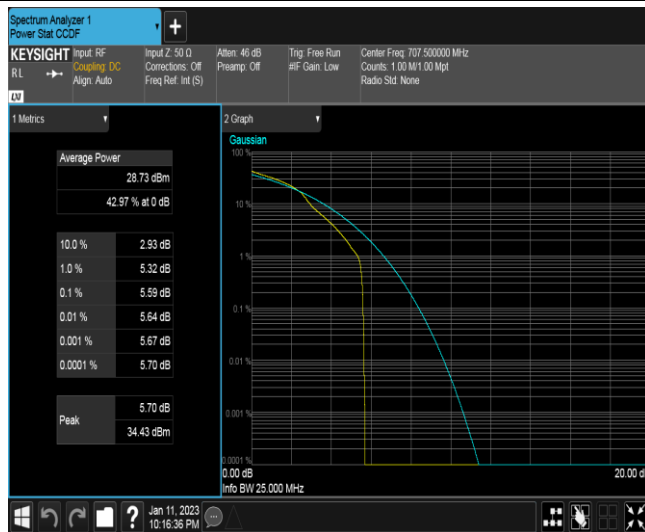 Spectrum Analyzer 1
Power Stat CCDF
+
KEYSIGHT
RL
LXI
Input: RF
Coupling: DC
Align: Auto
Input Z: 50 Ω
Corrections: Off
Freq Ref: Int (S)
Atten: 46 dB
Preamp: Off
Trig: Free Run
#IF Gain: Low
Center Freq: 707.500000 MHz
Counts: 1.00 M/1.00 Mpt
Radio Std: None
1 Metrics
Average Power
28.73 dBm
42.97 % at 0 dB
10.0 % 2.93 dB
1.0 % 5.32 dB
0.1 % 5.59 dB
0.01 % 5.64 dB
0.001 % 5.67 dB
0.0001 % 5.70 dB
Peak
5.70 dB
34.43 dBm
2 Graph
Gaussian
100 %
10 %
1 %
0.1 %
0.01 %
0.001 %
0.0001 %
0.00 dB
20.00 d
Info BW 25.000 MHz
?
Jan 11, 2023
10:16:36 PM